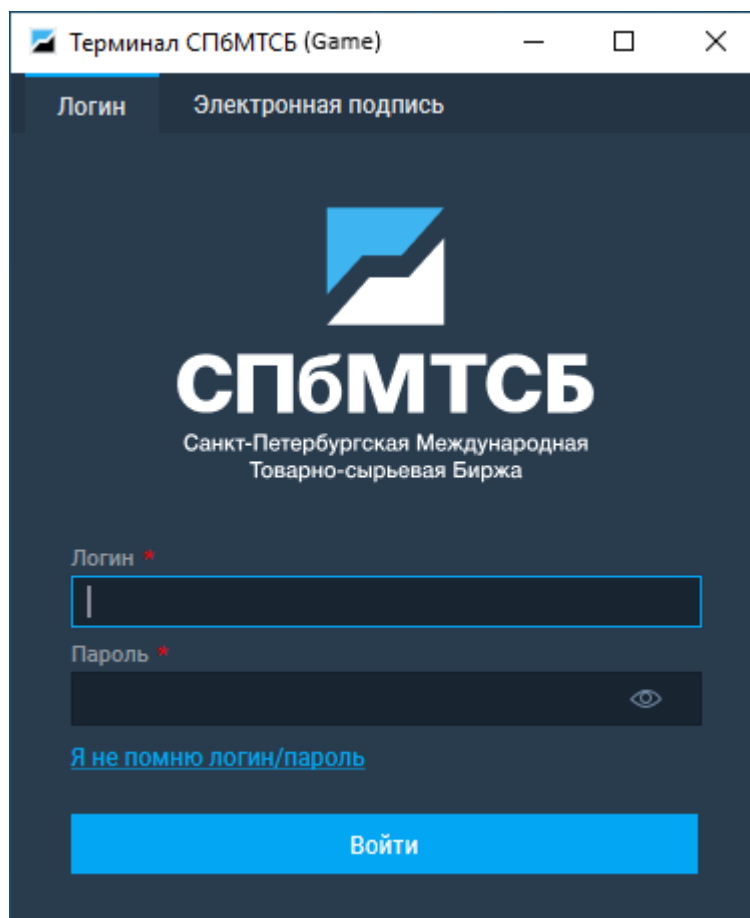 Терминал СПбМТСБ (Game)
Логин
Электронная подпись
СПбМТСБ
Санкт-Петербургская Международная
Товарно-сырьевая Биржа
Логин *
Пароль *
Я не помню логин/пароль
Войти